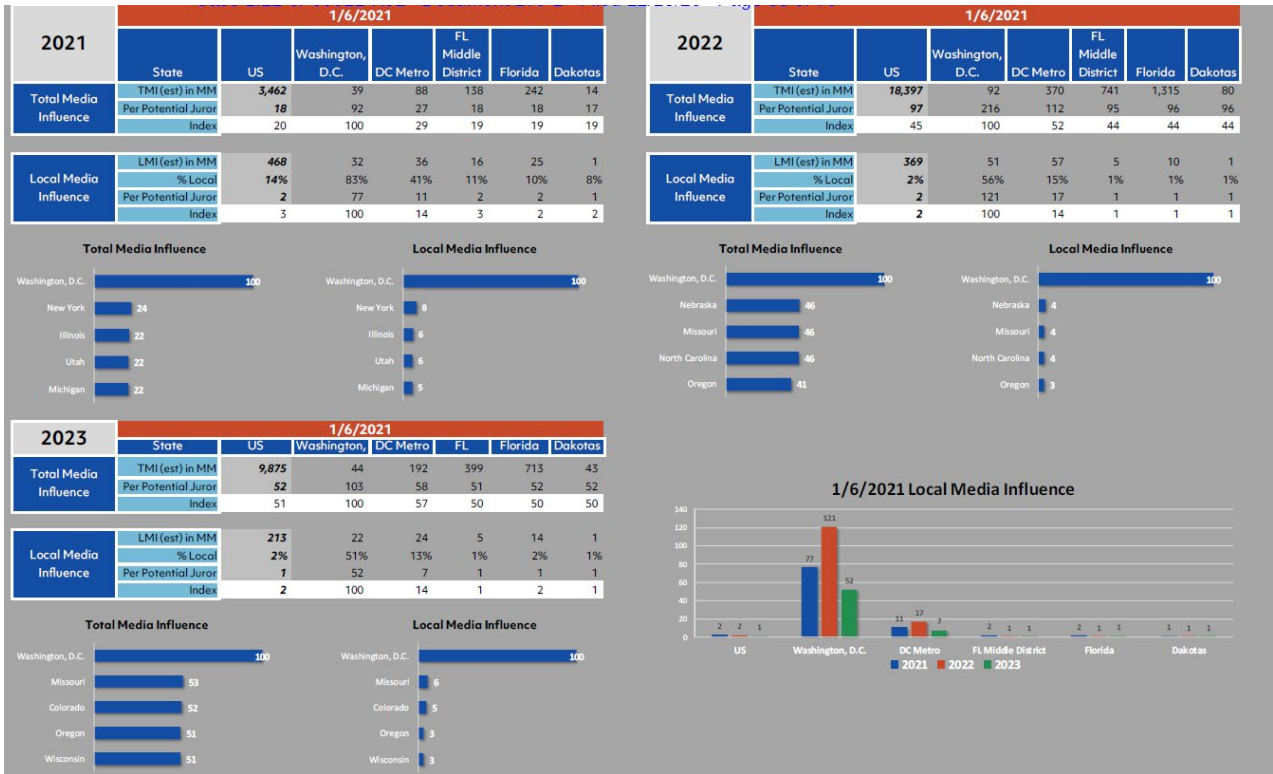 1/6/2021
2021
State US Washington, D.C. DC Metro FL Middle District Florida Dakotas
Total Media Influence
TMI (est) in MM 3,462 39 88 138 242 14
Per Potential Juror 18 92 27 18 18 17
Index 20 100 29 19 19 19
Local Media Influence
LMI (est) in MM 468 32 36 16 25 1
% Local 14% 83% 41% 11% 10% 8%
Per Potential Juror 2 77 11 2 2 1
Index 3 100 14 3 2 2
Total Media Influence
Washington, D.C. 100
New York 24
Illinois 22
Utah 22
Michigan 22
Local Media Influence
Washington, D.C. 100
New York 8
Illinois 6
Utah 6
Michigan 5
1/6/2021
2022
State US Washington, D.C. DC Metro FL Middle District Florida Dakotas
Total Media Influence
TMI (est) in MM 18,397 92 370 741 1,315 80
Per Potential Juror 97 216 112 95 96 96
Index 45 100 52 44 44 44
Local Media Influence
LMI (est) in MM 369 51 57 5 10 1
% Local 2% 56% 15% 1% 1% 1%
Per Potential Juror 2 121 17 1 1 1
Index 2 100 14 1 1 1
Total Media Influence
Washington, D.C. 100
Nebraska 46
Missouri 46
North Carolina 46
Oregon 41
Local Media Influence
Washington, D.C. 100
Nebraska 4
Missouri 4
North Carolina 4
Oregon 3
1/6/2021
2023
State US Washington, DC Metro FL Florida Dakotas
Total Media Influence
TMI (est) in MM 9,875 44 192 399 713 43
Per Potential Juror 52 103 58 51 52 52
Index 51 100 57 50 50 50
Local Media Influence
LMI (est) in MM 213 22 24 5 14 1
% Local 2% 51% 13% 1% 2% 1%
Per Potential Juror 1 52 7 1 1 1
Index 2 100 14 1 2 1
Total Media Influence
Washington, D.C. 100
Missouri 53
Colorado 52
Oregon 51
Wisconsin 51
Local Media Influence
Washington, D.C. 100
Missouri 6
Colorado 5
Oregon 3
Wisconsin 3
1/6/2021 Local Media Influence
140
120
100
80
60
40
20
0
2 2 1
77 121 52
11 17 7
2 1 1
2 1 1
1 1 1
US Washington, D.C. DC Metro FL Middle District Florida Dakotas
2021 2022 2023